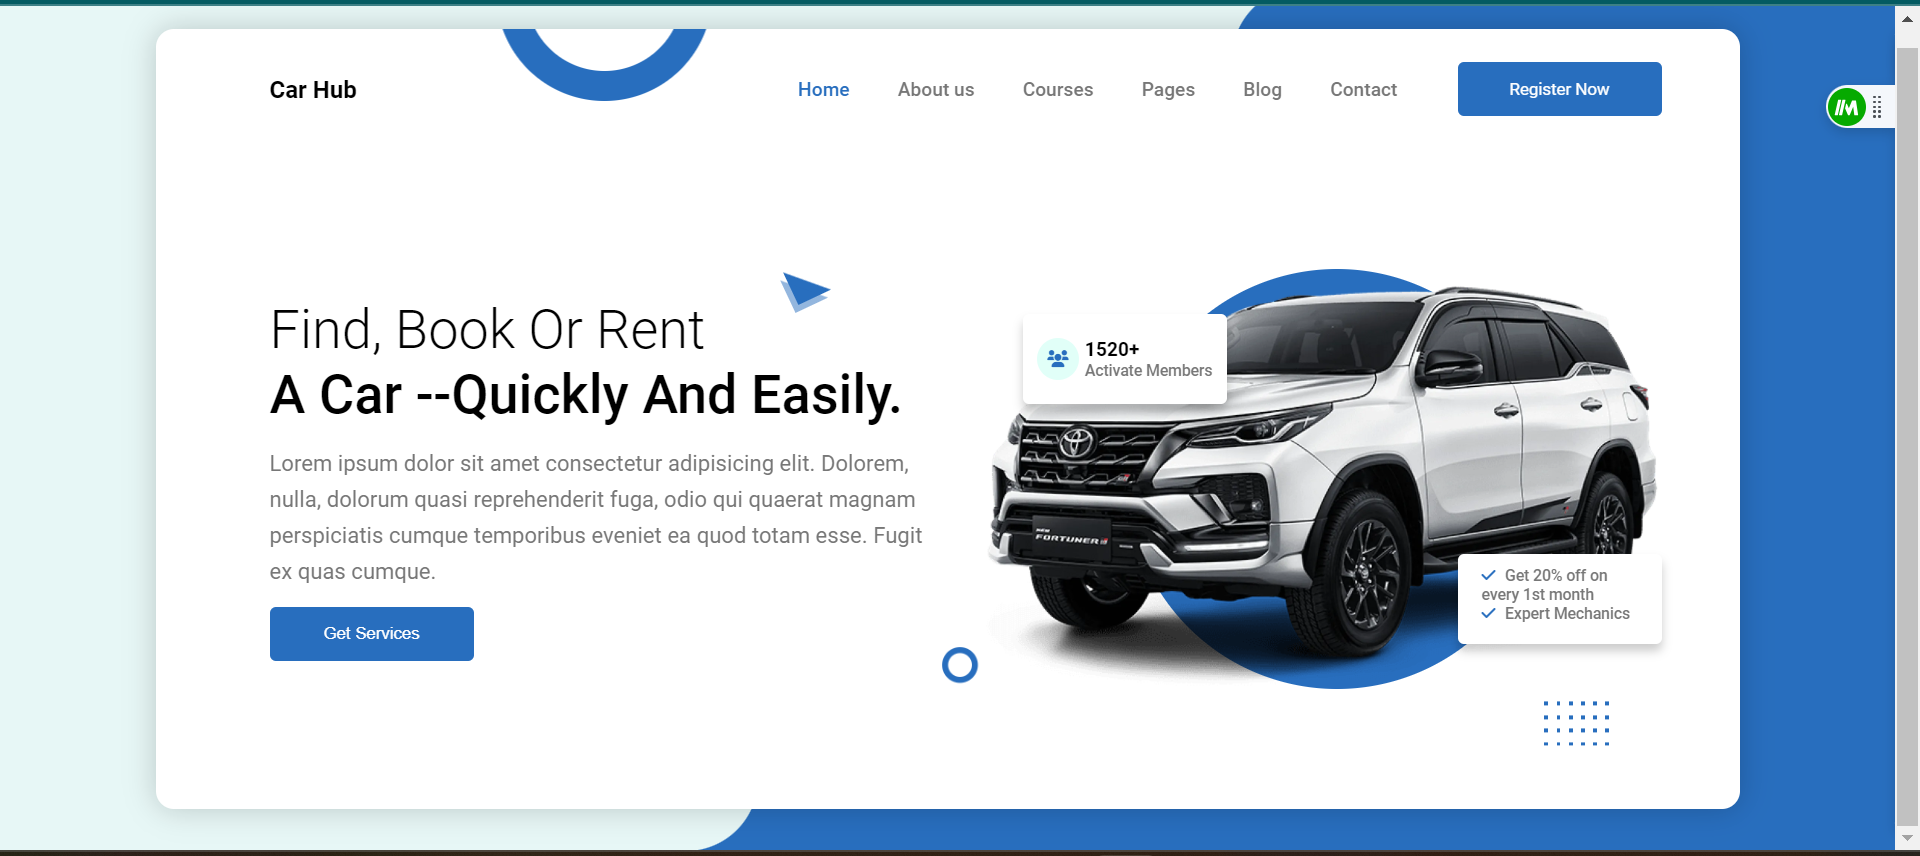 Car Hub
Home About us Courses Pages Blog Contact Register Now
Find, Book Or Rent
A Car --Quickly And Easily.
Lorem ipsum dolor sit amet consectetur adipisicing elit. Dolorem,
nulla, dolorum quasi reprehenderit fuga, odio qui quaerat magnam
perspiciatis cumque temporibus eveniet ea quod totam esse. Fugit
ex quas cumque.
Get Services
1520+
Activate Members
NEW
FORTUNER
Get 20% off on
every 1st month
Expert Mechanics